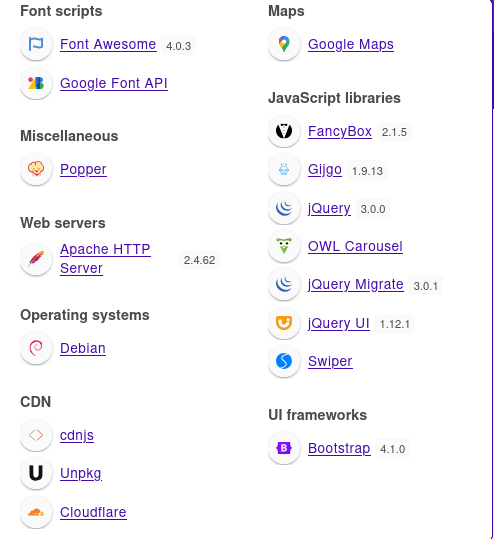 Font scripts
Font Awesome 4.0.3
Google Font API
Miscellaneous
Popper
Web servers
Apache HTTP
Server 2.4.62
Operating systems
Debian
CDN
cdnjs
Unpkg
Cloudflare
Maps
Google Maps
JavaScript libraries
FancyBox 2.1.5
Gijgo 1.9.13
jQuery 3.0.0
OWL Carousel
jQuery Migrate 3.0.1
jQuery UI 1.12.1
Swiper
UI frameworks
Bootstrap 4.1.0